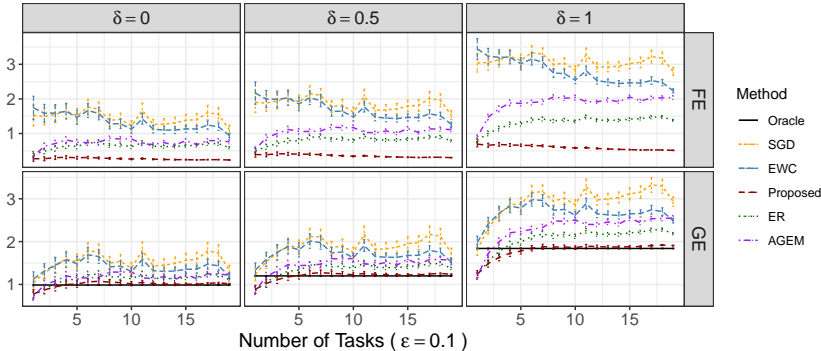 δ = 0
δ = 0.5
δ = 1
3
2
1
FE
3
2
1
GE
5
10
15
5
10
15
5
10
15
Number of Tasks ( ε = 0.1 )
Method
Oracle
SGD
EWC
Proposed
ER
AGEM